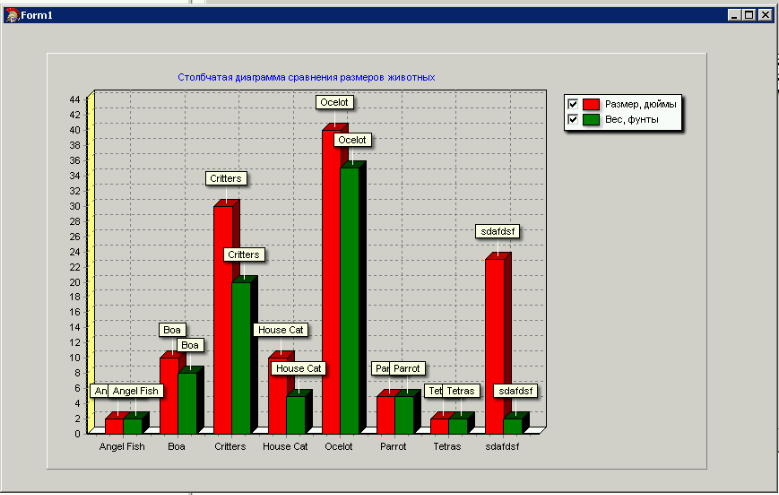 Form1
Столбчатая диаграмма сравнения размеров животных
Размер, дюймы
Вес, фунты
44
42
40
38
36
34
32
30
28
26
24
22
20
18
16
14
12
10
8
6
4
2
0
Ocelot
Ocelot
Critters
sdafdsf
Critters
Boa
House Cat
Boa
House Cat
Par
Parrot
An
Angel Fish
Tet
Tetras
sdafdsf
Angel Fish
Boa
Critters
House Cat
Ocelot
Parrot
Tetras
sdafdsf